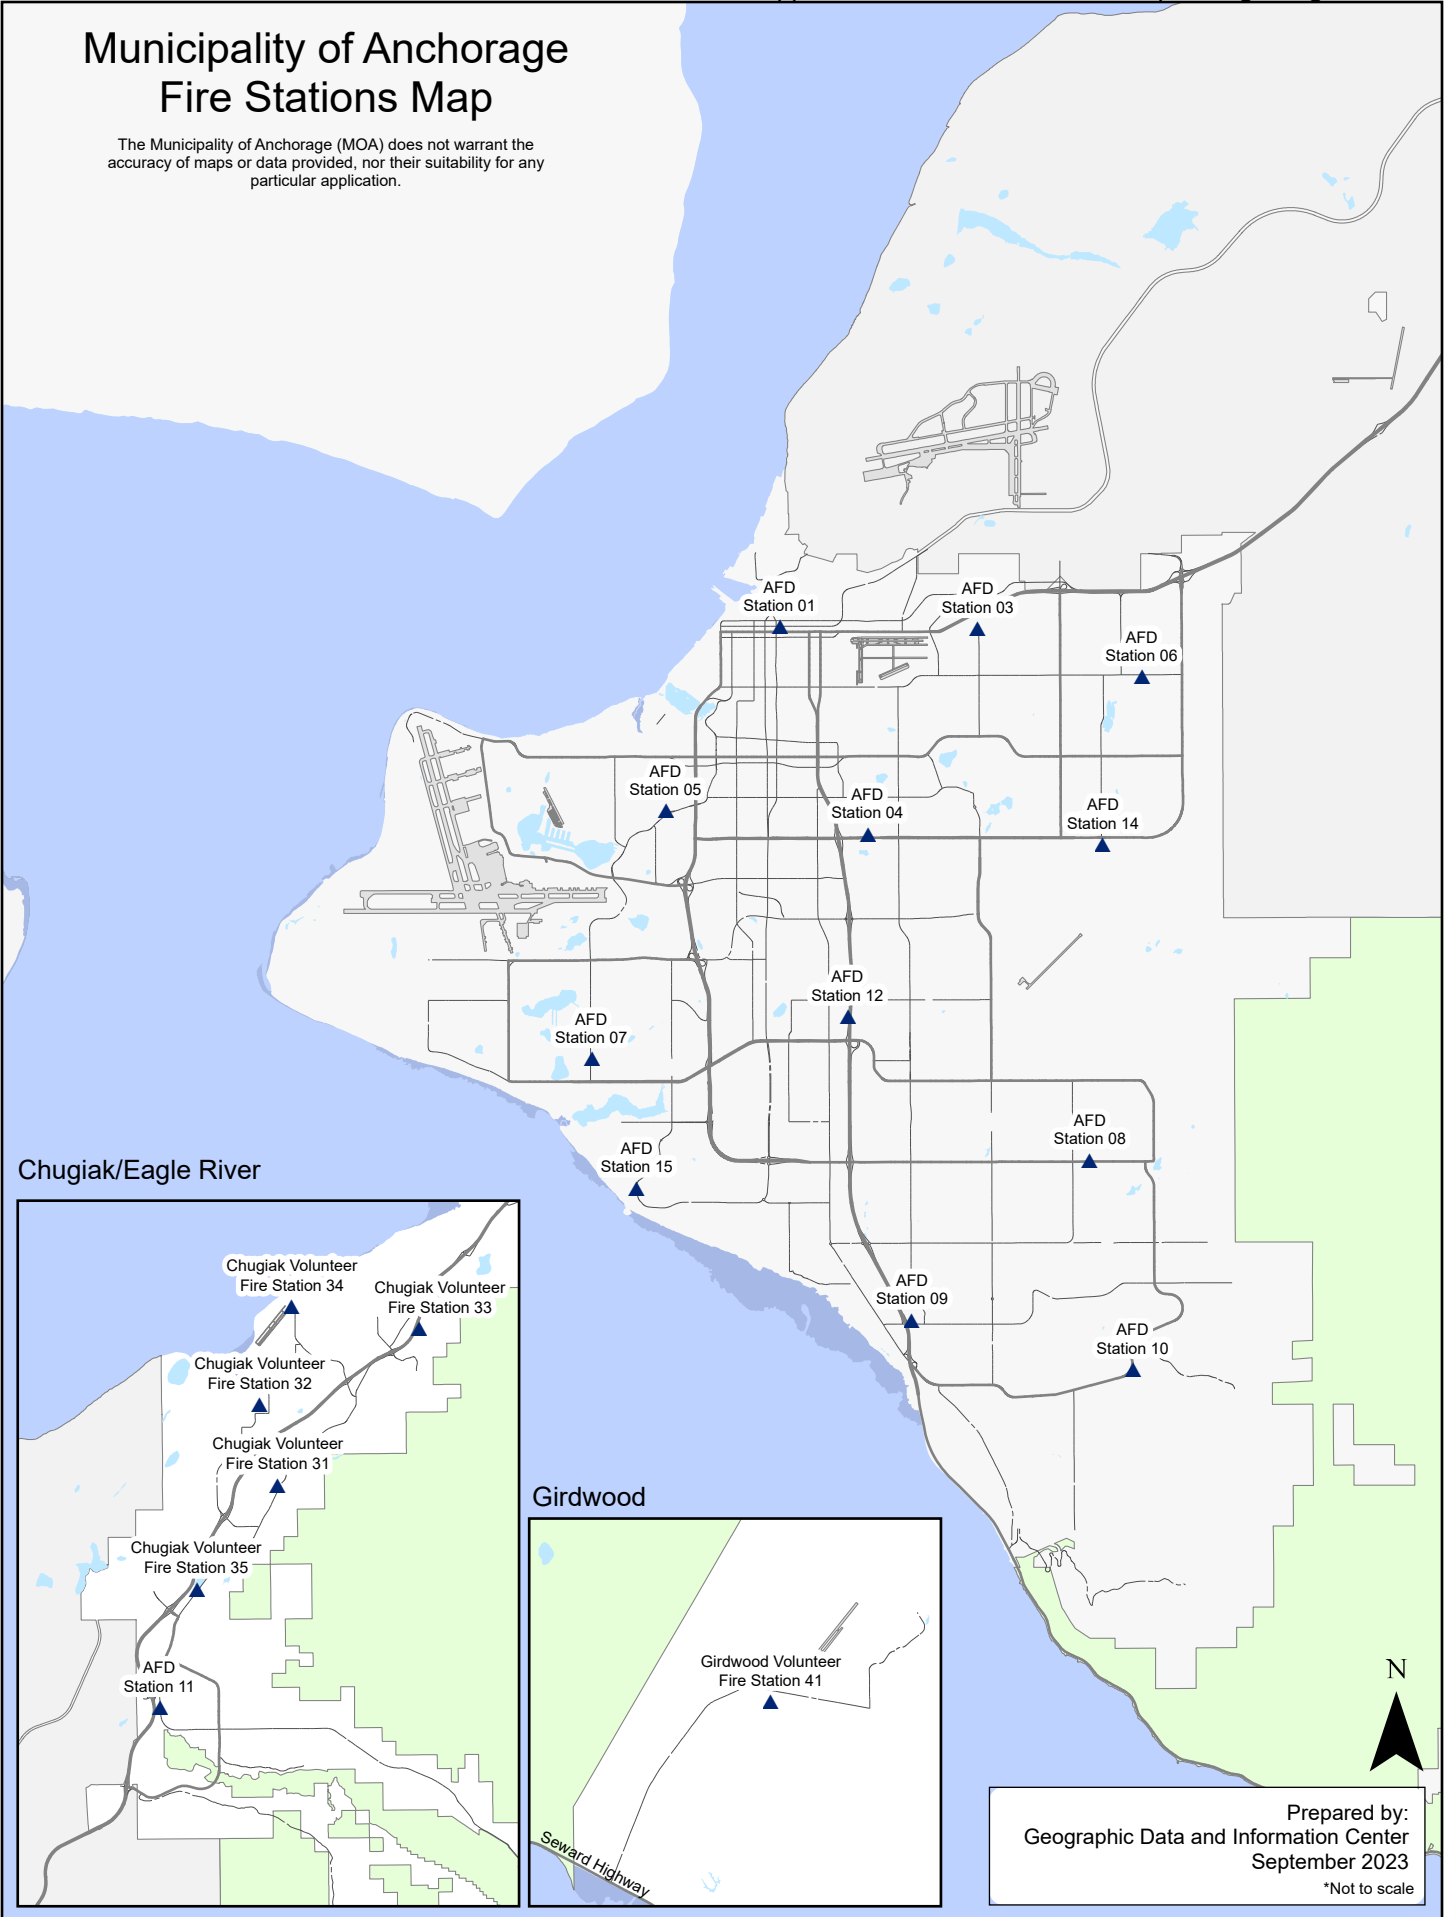 Municipality of Anchorage
Fire Stations Map
The Municipality of Anchorage (MOA) does not warrant the
accuracy of maps or data provided, nor their suitability for any
particular application.
AFD
Station 01
AFD
Station 03
AFD
Station 06
AFD
Station 05
AFD
Station 04
AFD
Station 14
AFD
Station 12
AFD
Station 07
AFD
Station 08
AFD
Station 15
AFD
Station 09
AFD
Station 10
Chugiak/Eagle River
Chugiak Volunteer
Fire Station 34
Chugiak Volunteer
Fire Station 33
Chugiak Volunteer
Fire Station 32
Chugiak Volunteer
Fire Station 31
Chugiak Volunteer
Fire Station 35
AFD
Station 11
Girdwood
Girdwood Volunteer
Fire Station 41
Seward Highway
N
Prepared by:
Geographic Data and Information Center
September 2023
*Not to scale